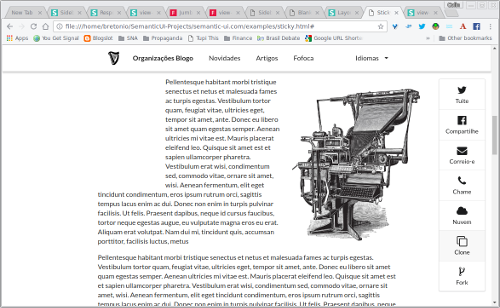 New Tab
Side
Resp
view
Jumi
view
Side
Blan
Lapo
Stick
view
file:///home/bretonio/SemanticUI-Projects/semantic-ui.com/examples/sticky.html#
Apps
You Get Signal
Blogslot
SNA
Propaganda
Tupi This
Finance
Brasil Debate
Google URL Shorte
Other bookmarks
Organizações Blogo
Novidades
Artigos
Fofoca
Idiomas
Pellentesque habitant morbi tristique
senectus et netus et malesuada fames
ac turpis egestas. Vestibulum tortor
quam, feugiat vitae, ultricies eget,
tempor sit amet, ante. Donec eu libero
sit amet quam egestas semper. Aenean
ultricies mi vitae est. Mauris placerat
eleifend leo. Quisque sit amet est et
sapien ullamcorper pharetra.
Vestibulum erat wisi, condimentum
sed, commodo vitae, ornare sit amet,
wisi. Aenean fermentum, elit eget
tincidunt condimentum, eros ipsum rutrum orci, sagittis
tempus lacus enim ac dui. Donec non enim in turpis pulvinar
facilisis. Ut felis. Praesent dapibus, neque id cursus faucibus,
tortor neque egestas augue, eu vulputate magna eros eu erat.
Aliquam erat volutpat. Nam dui mi, tincidunt quis, accumsan
porttitor, facilisis luctus, metus
Pellentesque habitant morbi tristique senectus et netus et malesuada fames ac turpis egestas.
Vestibulum tortor quam, feugiat vitae, ultricies eget, tempor sit amet, ante. Donec eu libero sit amet
quam egestas semper. Aenean ultricies mi vitae est. Mauris placerat eleifend leo. Quisque sit amet est
et sapien ullamcorper pharetra. Vestibulum erat wisi, condimentum sed, commodo vitae, ornare sit
amet, wisi. Aenean fermentum, elit eget tincidunt condimentum, eros ipsum rutrum orci, sagittis
tempus lacus enim ac dui. Donec non enim in turpis pulvinar facilisis. Ut felis. Praesent dapibus,
Tuite
Compartilhe
Correio-e
Chame
Nuvem
Clone
Fork